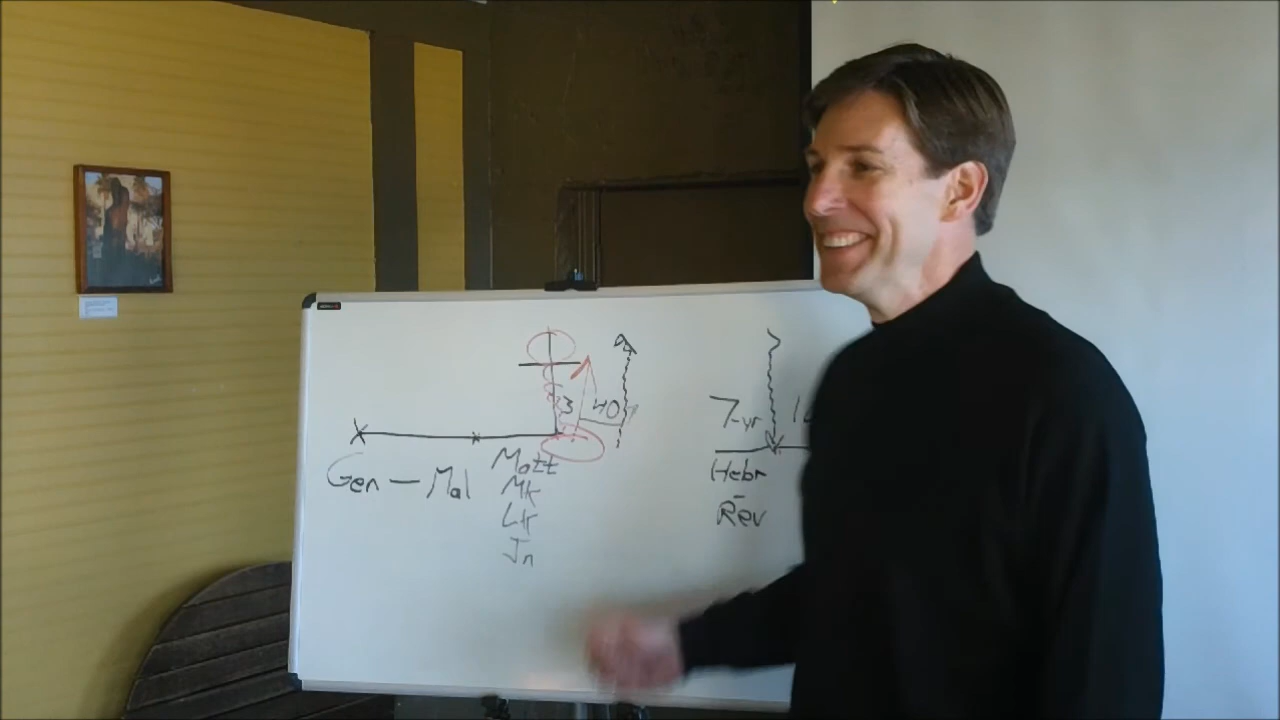 3 40
7-yr
Gen — Mal
Matt
Mk
Lk
Jn
Hebr
-
Rev